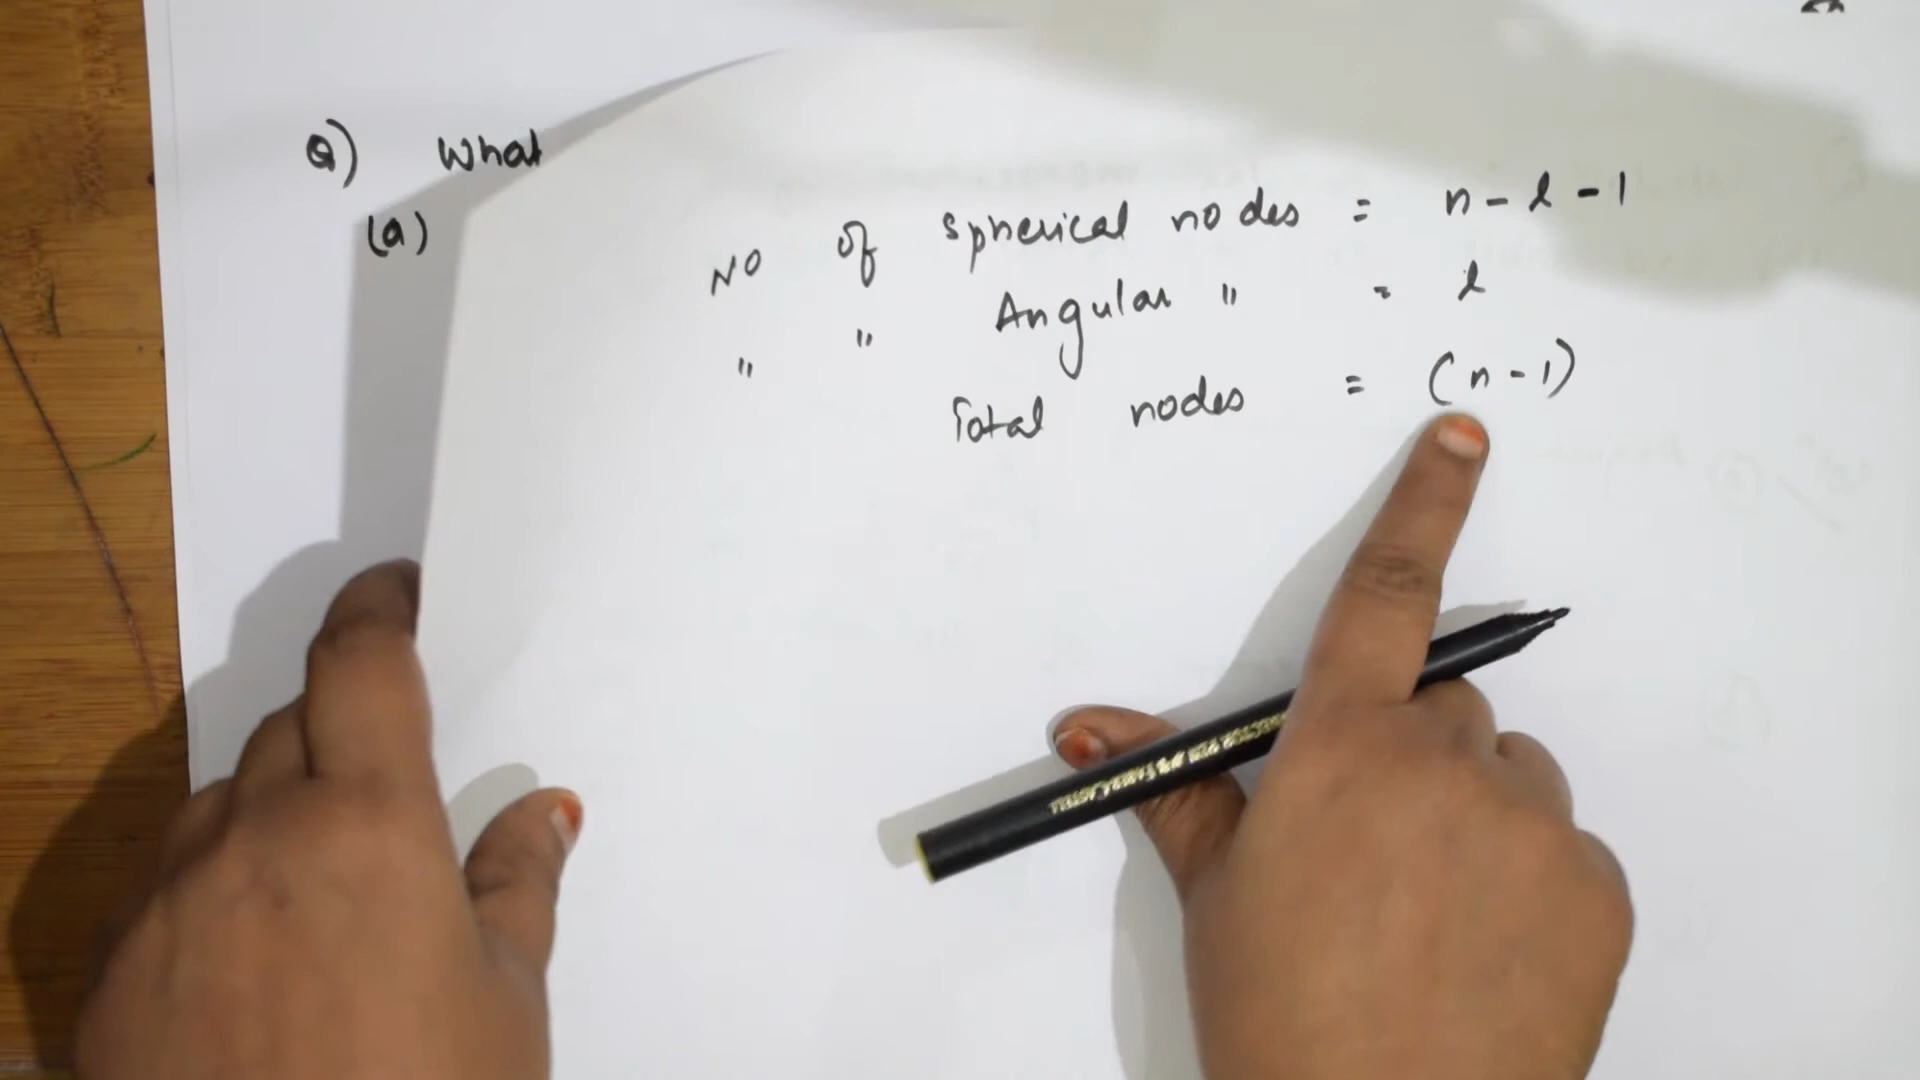 Q) What
(a)
No of spherical nodes = n - l - 1
" " Angular " = l
Total nodes = (n - 1)